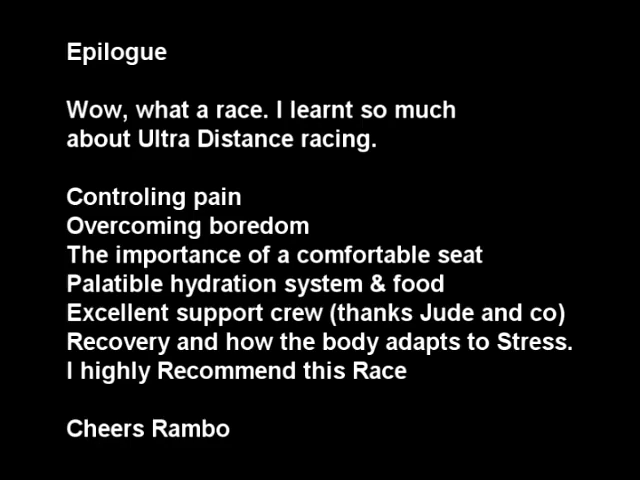 Epilogue
Wow, what a race. I learnt so much
about Ultra Distance racing.
Controling pain
Overcoming boredom
The importance of a comfortable seat
Palatible hydration system & food
Excellent support crew (thanks Jude and co)
Recovery and how the body adapts to Stress.
I highly Recommend this Race
Cheers Rambo